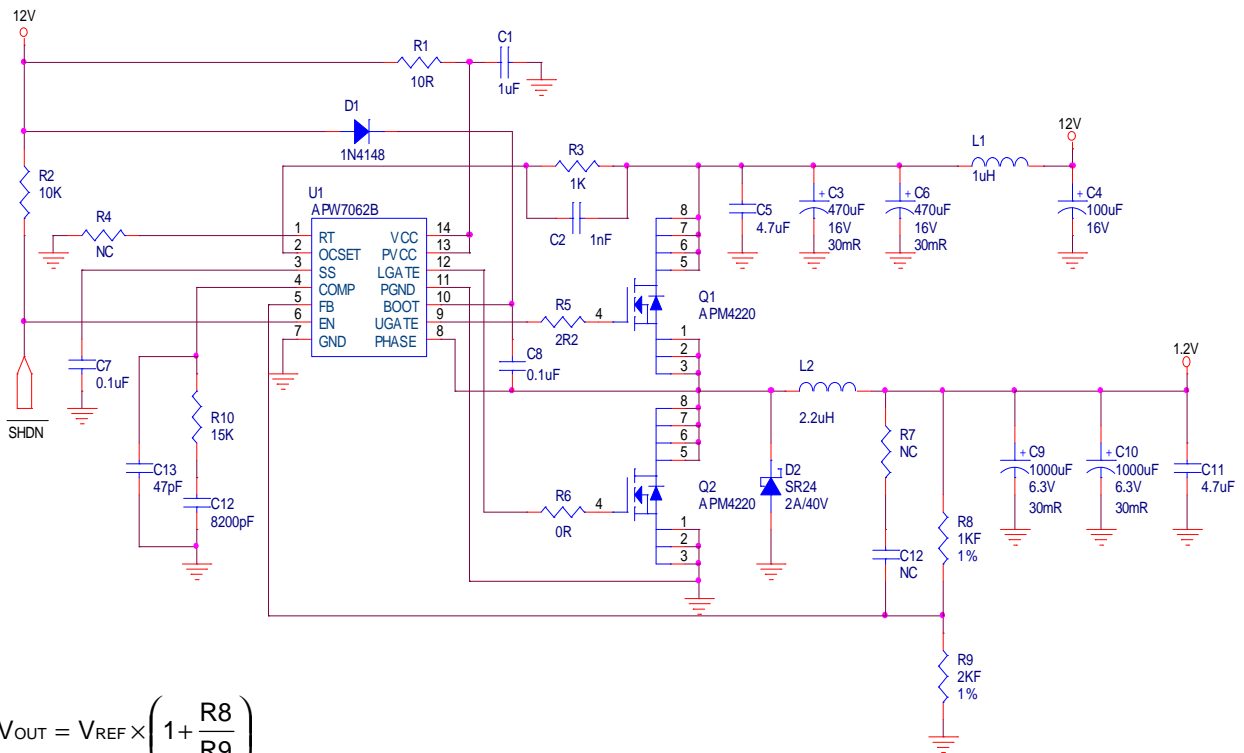 12V
R1
10R
C1
1uF
D1
1N4148
R2
10K
R4
NC
R3
1K
C2
1nF
L1
1uH
12V
C5
4.7uF
+ C3
470uF
16V
30mR
+ C6
470uF
16V
30mR
+ C4
100uF
16V
U1
APW7062B
1 RT
2 OCSET
3 SS
4 COMP
5 FB
6 EN
7 GND
VCC 14
PVCC 13
LGATE 12
PGND 11
BOOT 10
UGATE 9
PHASE 8
8
7
6
5
R5
2R2
4
Q1
APM4220
1
2
3
C7
0.1uF
C8
0.1uF
SHDN
R10
15K
C13
47pF
C12
8200pF
8
7
6
5
R6
0R
4
Q2
APM4220
1
2
3
D2
SR24
2A/40V
L2
2.2uH
1.2V
R7
NC
C12
NC
R8
1KF
1%
+ C9
1000uF
6.3V
30mR
+ C10
1000uF
6.3V
30mR
C11
4.7uF
R9
2KF
1%
VOUT = VREF × (1 + R8/R9)